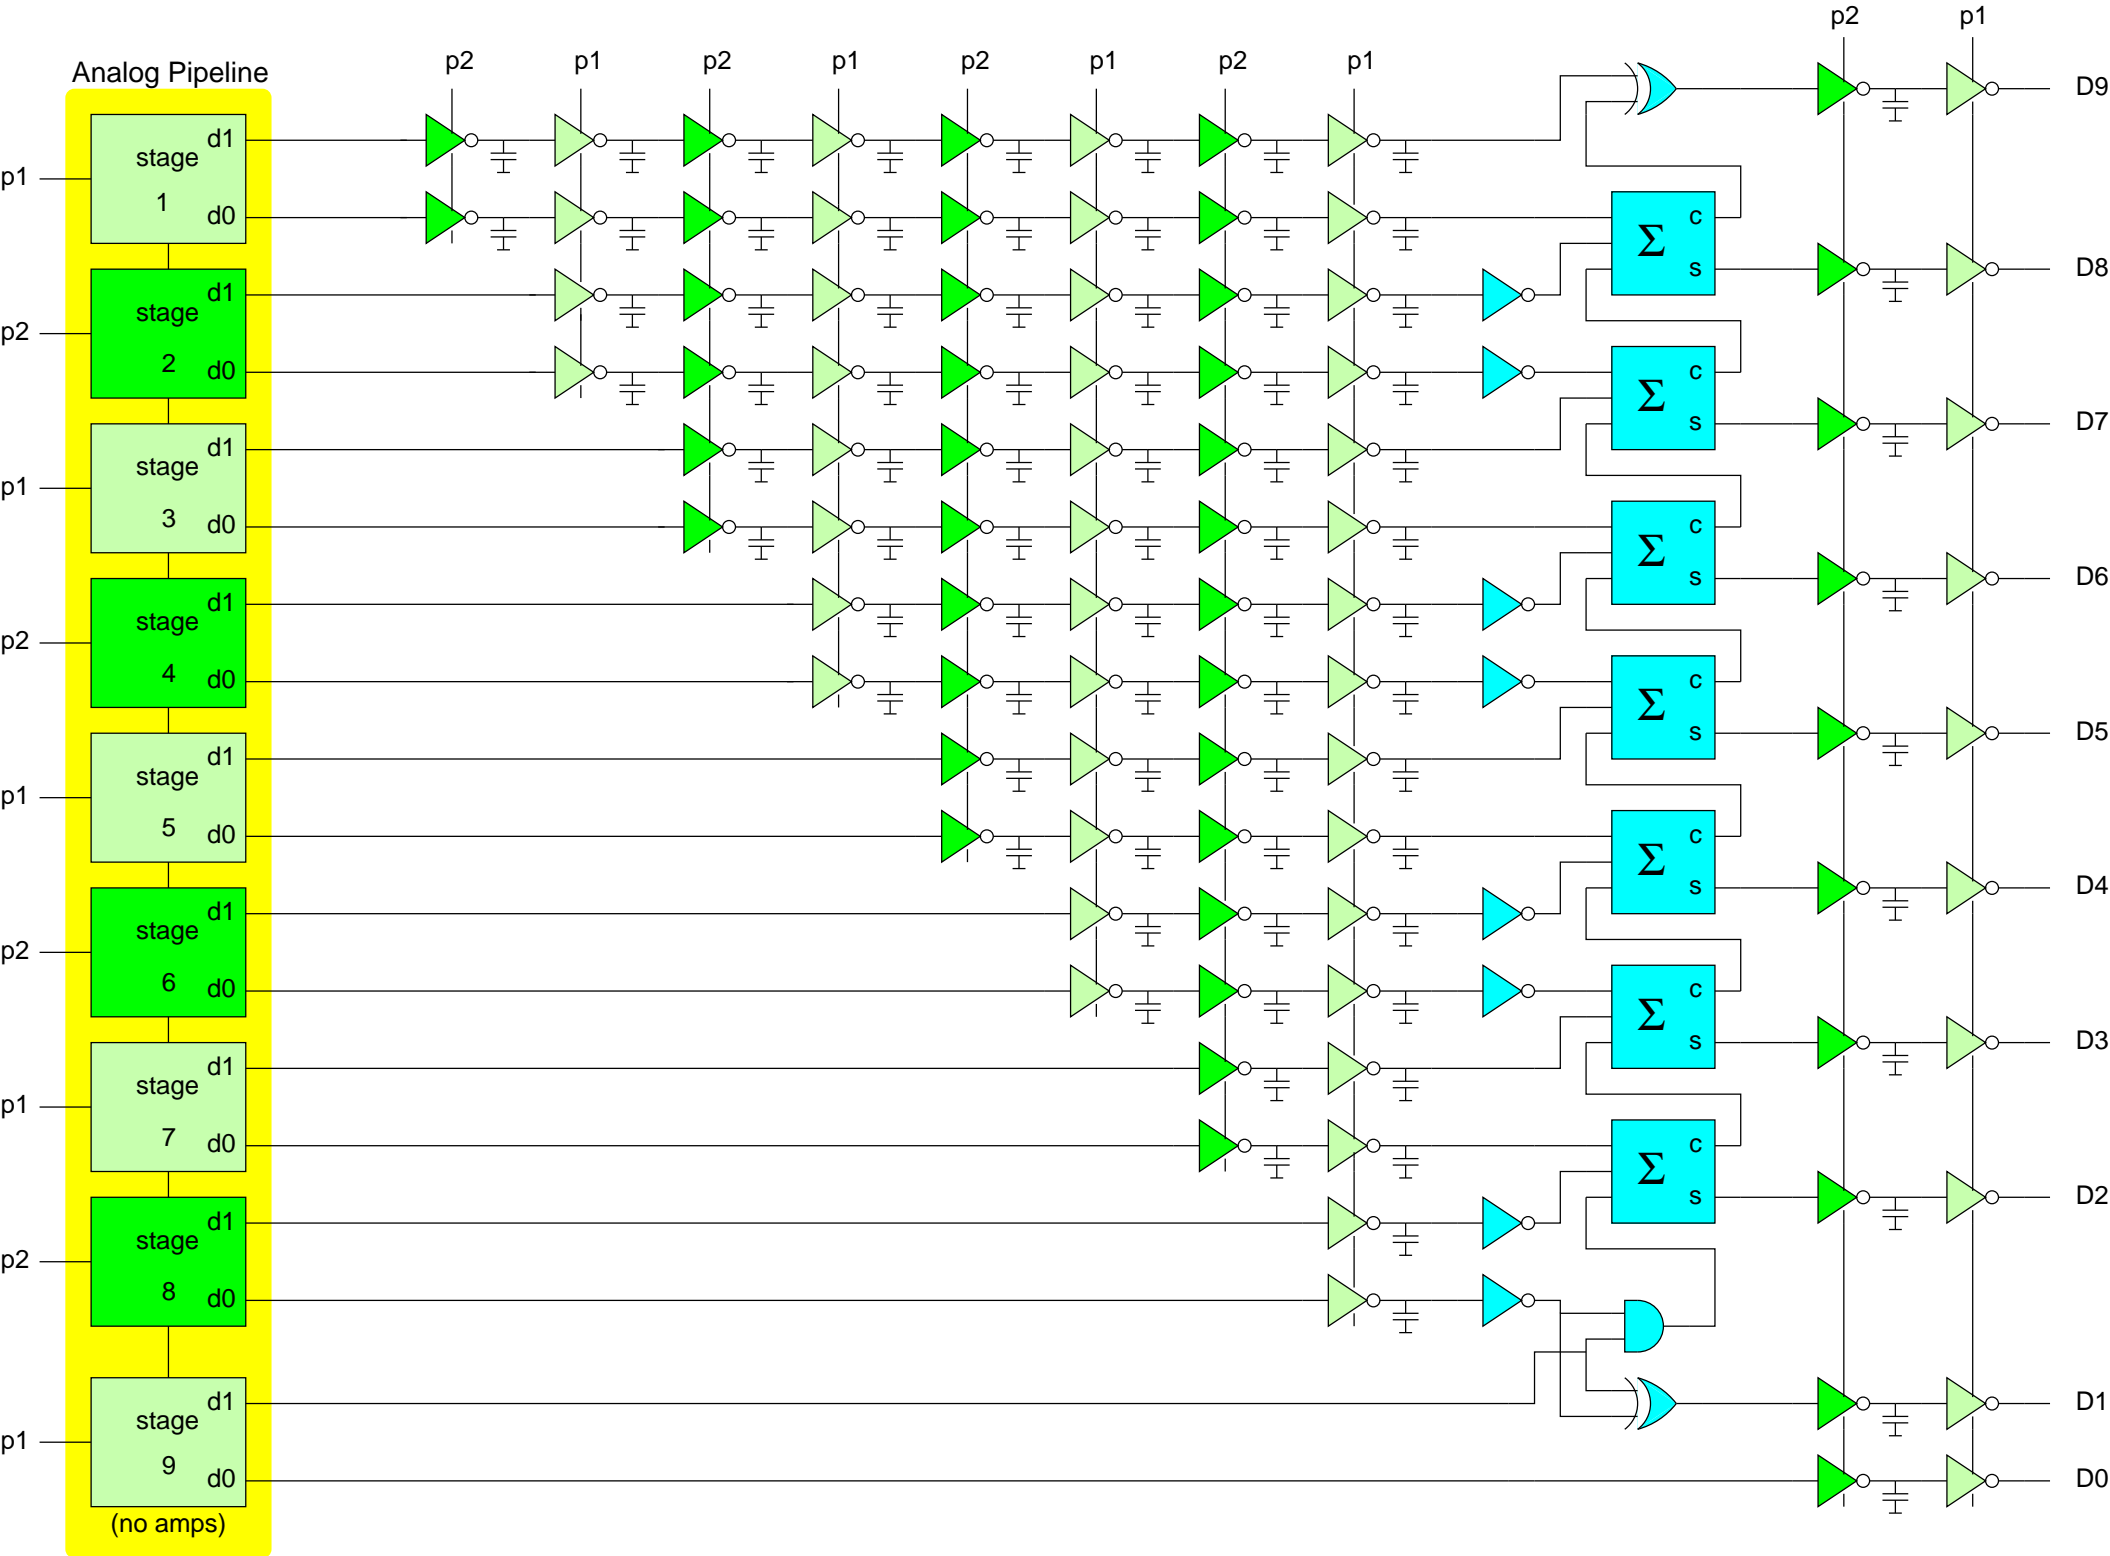 p2 p1
Analog Pipeline p2 p1 p2 p1 p2 p1 p2 p1
D9
d1
stage
p1
1
d0
c
Σ
s D8
d1
stage
p2
2
d0
c
Σ
s D7
d1
stage
p1
3
d0
c
Σ
s D6
d1
stage
p2
4
d0
c
Σ
s D5
d1
stage
p1
5
d0
c
Σ
s D4
d1
stage
p2
6
d0
c
Σ
s D3
d1
stage
p1
7
d0
c
Σ
s D2
d1
stage
p2
8
d0
d1 D1
stage
p1
9
d0 D0
(no amps)